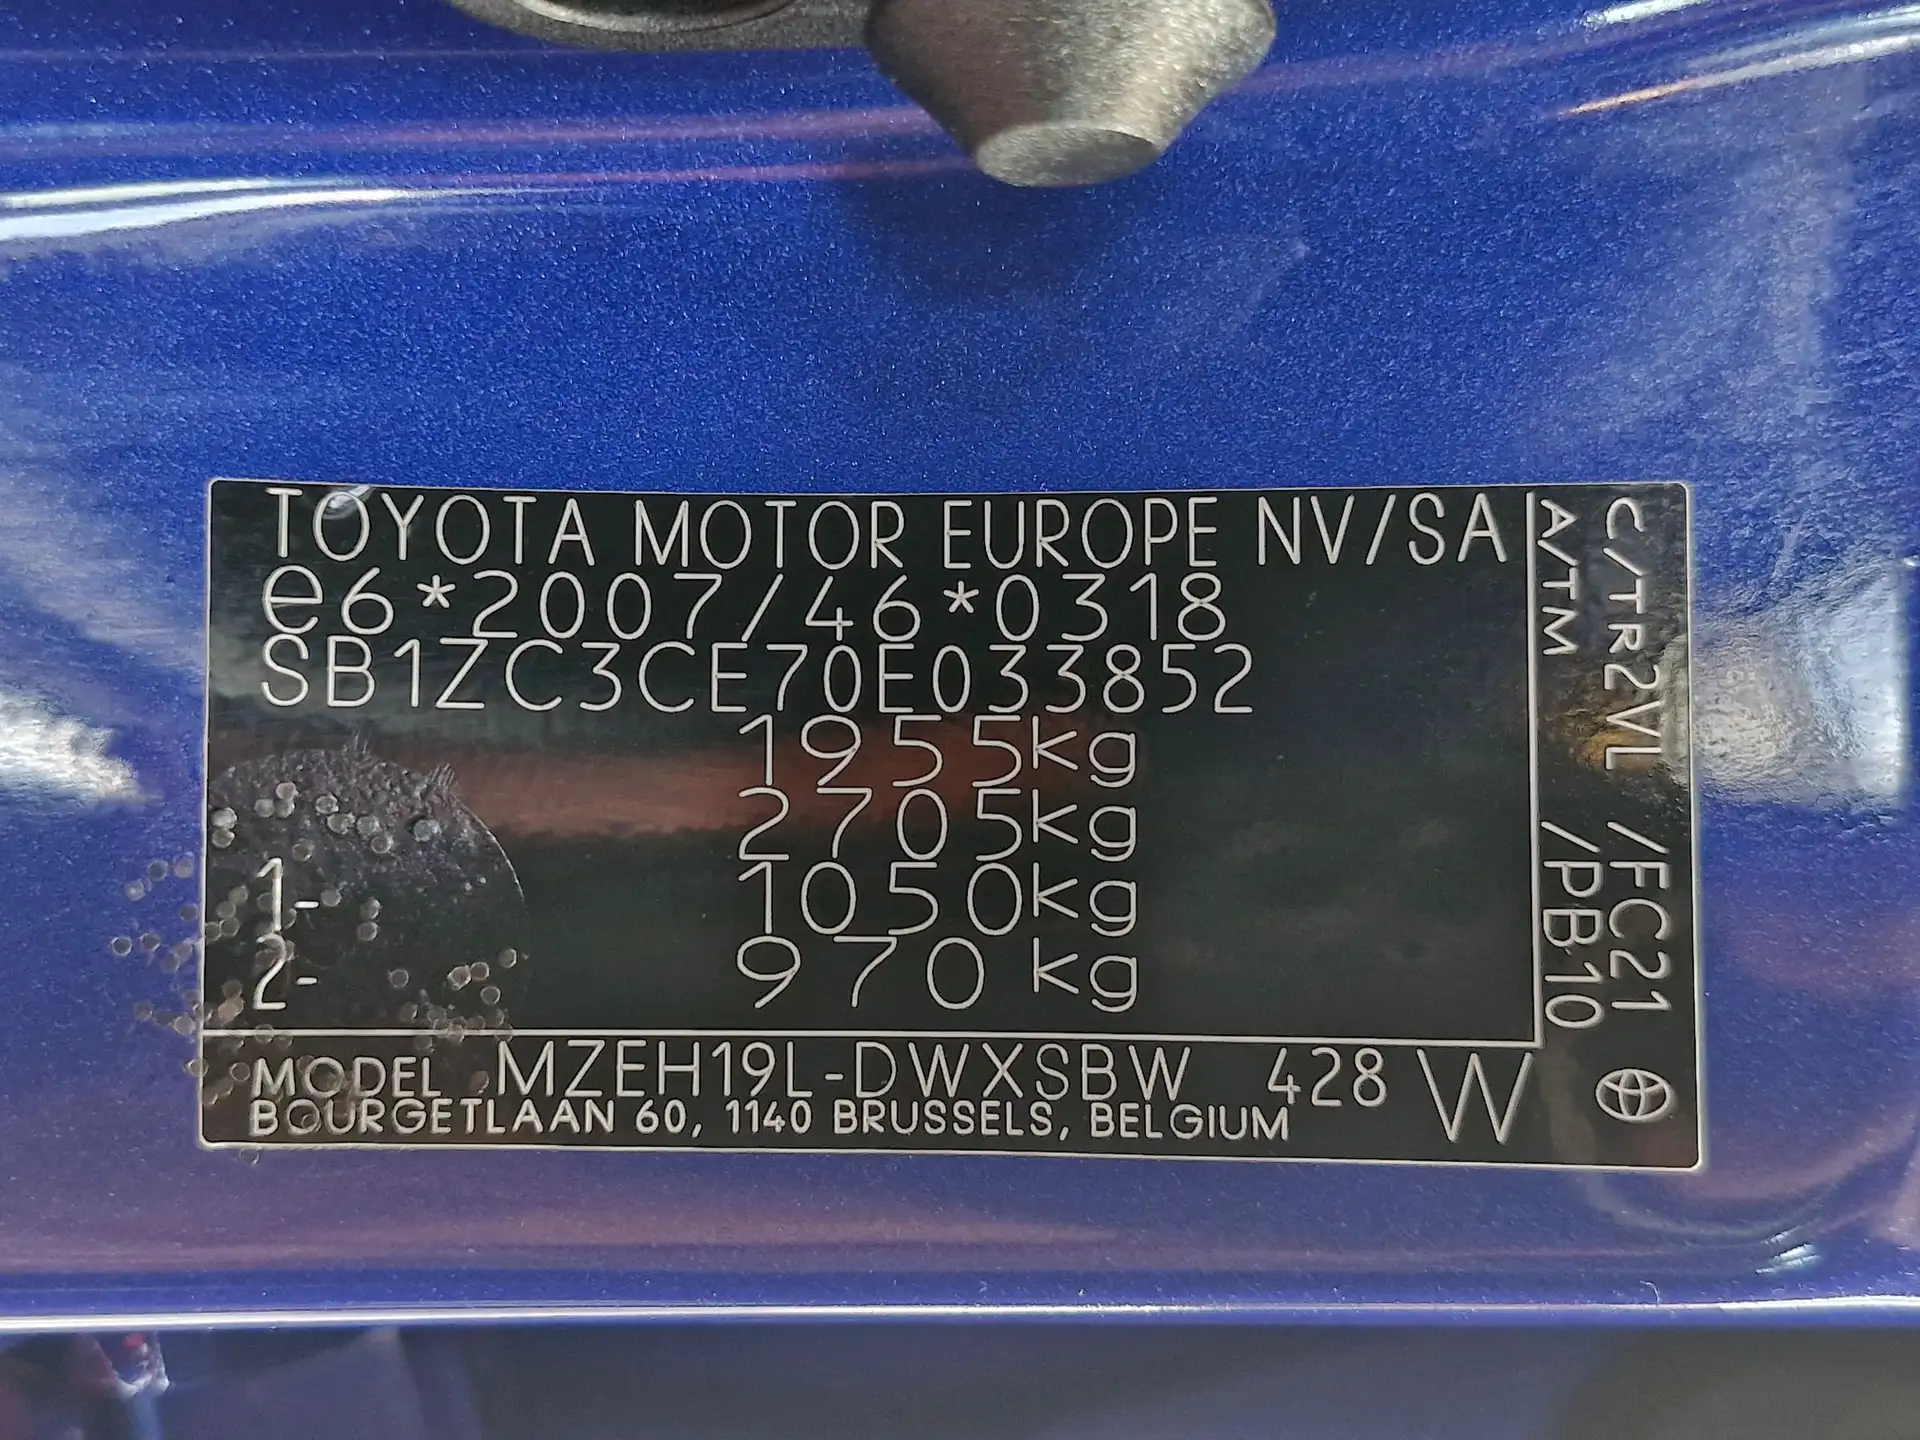 TOYOTA MOTOR EUROPE NV/SA
e6*2007/46*0318
SB1ZC3CE70E033852
1955kg
2705kg
1- 1050kg
2- 970 kg
MODEL MZEH19L-DWXSBW 428 W
BOURGETLAAN 60, 1140 BRUSSELS, BELGIUM
C/TR2VL /FC21
A/TM /PB10